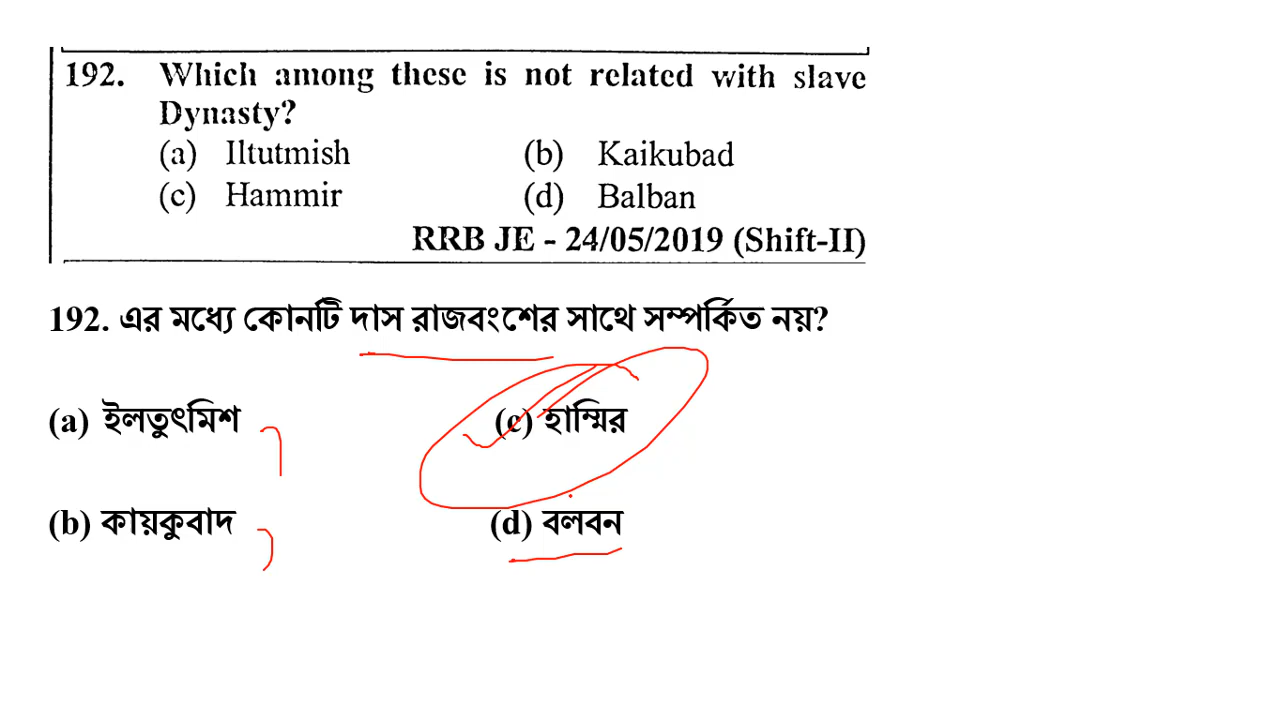 192. Which among these is not related with slave
Dynasty?
(a) Iltutmish (b) Kaikubad
(c) Hammir (d) Balban
RRB JE - 24/05/2019 (Shift-II)
192. এর মধ্যে কোনটি দাস রাজবংশের সাথে সম্পর্কিত নয়?
(a) ইলতুৎমিশ (c) হাম্মির
(b) কায়কুবাদ (d) বলবন